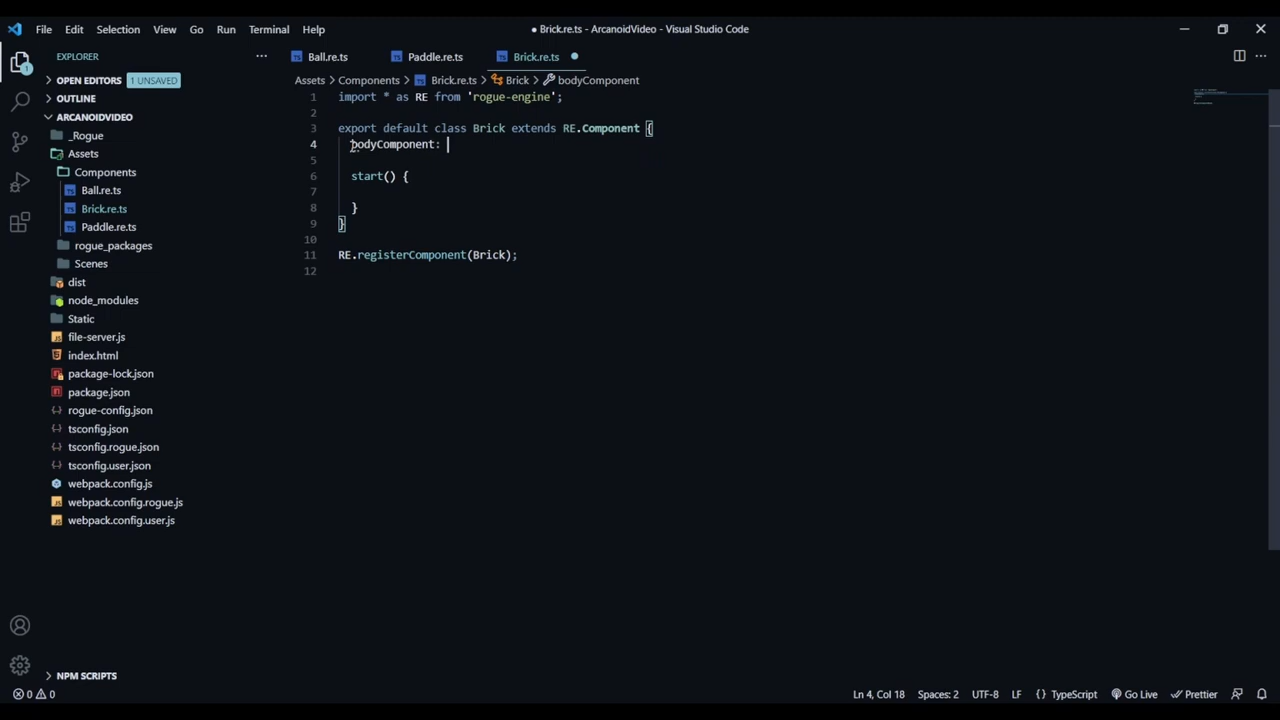 File Edit Selection View Go Run Terminal Help
● Brick.re.ts - ArcanoidVideo - Visual Studio Code
EXPLORER
Ball.re.ts
Paddle.re.ts
Brick.re.ts
OPEN EDITORS 1 UNSAVED
Assets > Components > Brick.re.ts > Brick > bodyComponent
OUTLINE
ARCANOIDVIDEO
_Rogue
Assets
Components
Ball.re.ts
Brick.re.ts
Paddle.re.ts
rogue_packages
Scenes
dist
node_modules
Static
file-server.js
index.html
package-lock.json
package.json
rogue-config.json
tsconfig.json
tsconfig.rogue.json
tsconfig.user.json
webpack.config.js
webpack.config.rogue.js
webpack.config.user.js
NPM SCRIPTS
1 import * as RE from 'rogue-engine';
2
3 export default class Brick extends RE.Component {
4 bodyComponent:
5
6 start() {
7
8 }
9 }
10
11 RE.registerComponent(Brick);
12
1
0 0 Ln 4, Col 18 Spaces: 2 UTF-8 LF { } TypeScript Go Live Prettier